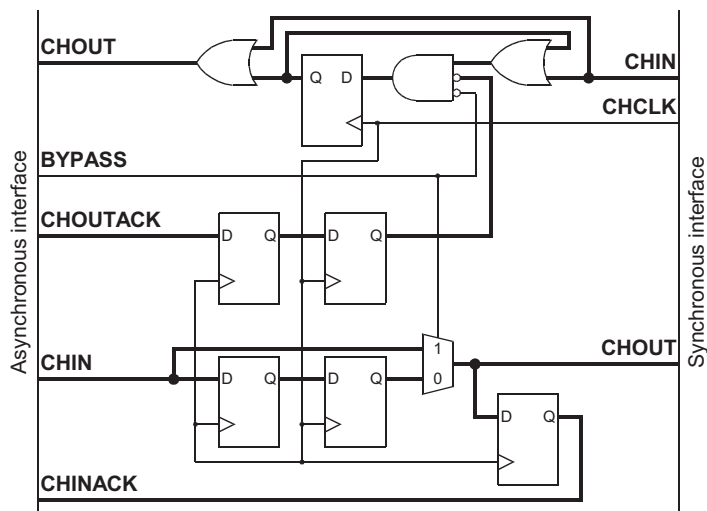 CHOUT
CHIN
Q D
CHCLK
BYPASS
CHOUTACK
D Q
D Q
Asynchronous interface
Synchronous interface
1
CHOUT
CHIN
D Q
D Q
0
D Q
CHINACK